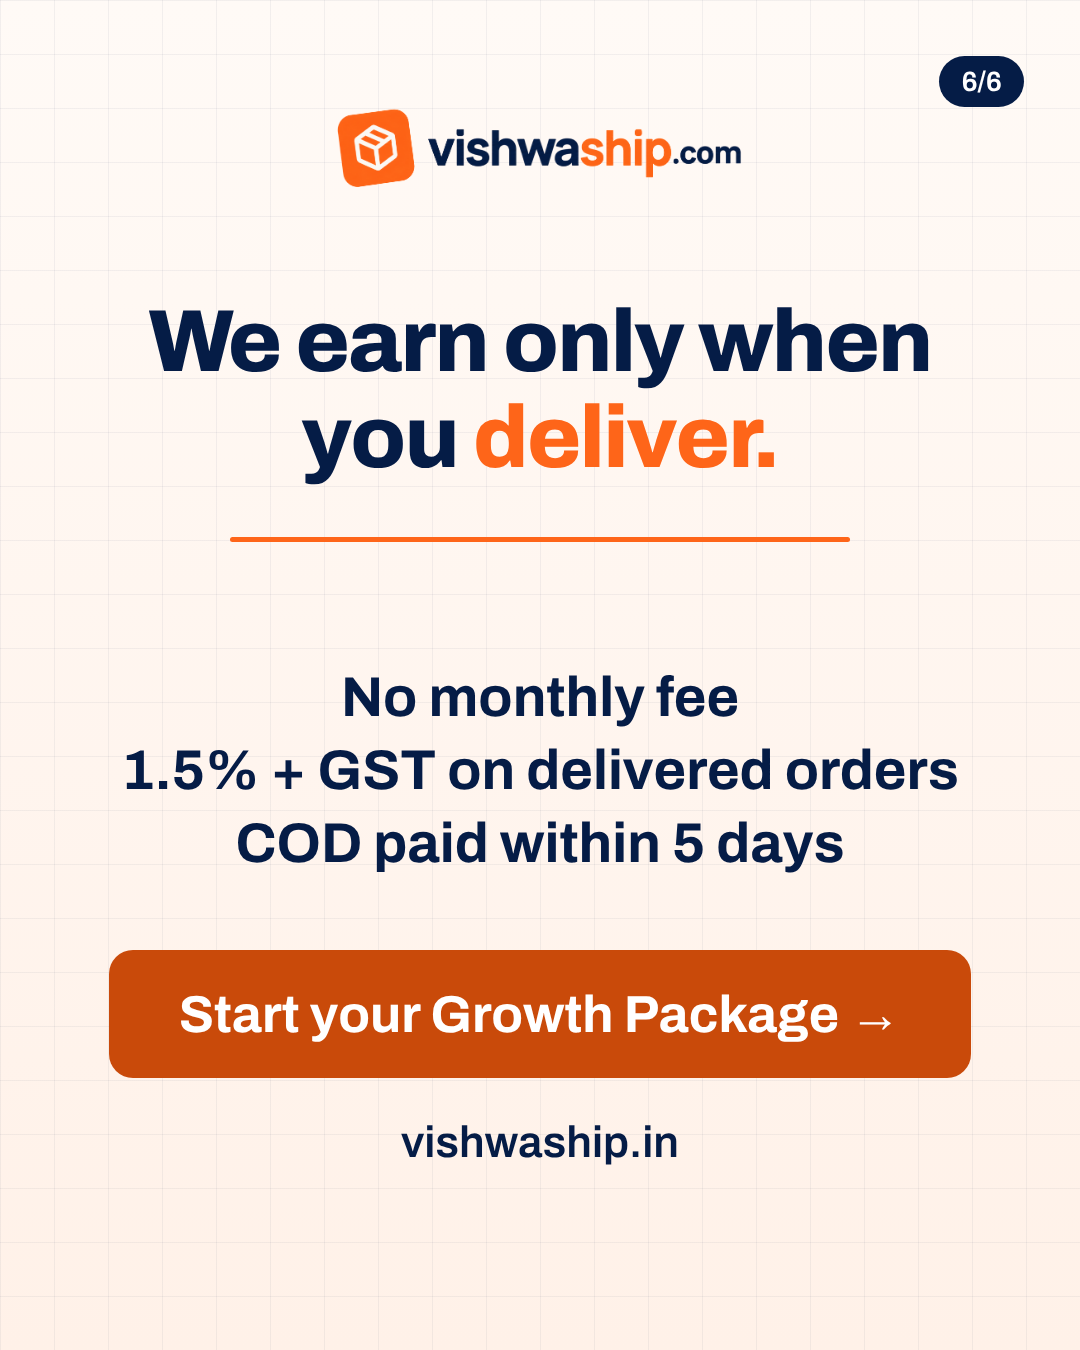 6/6
vishwaship.com
We earn only when
you deliver.
No monthly fee
1.5% + GST on delivered orders
COD paid within 5 days
Start your Growth Package →
vishwaship.in